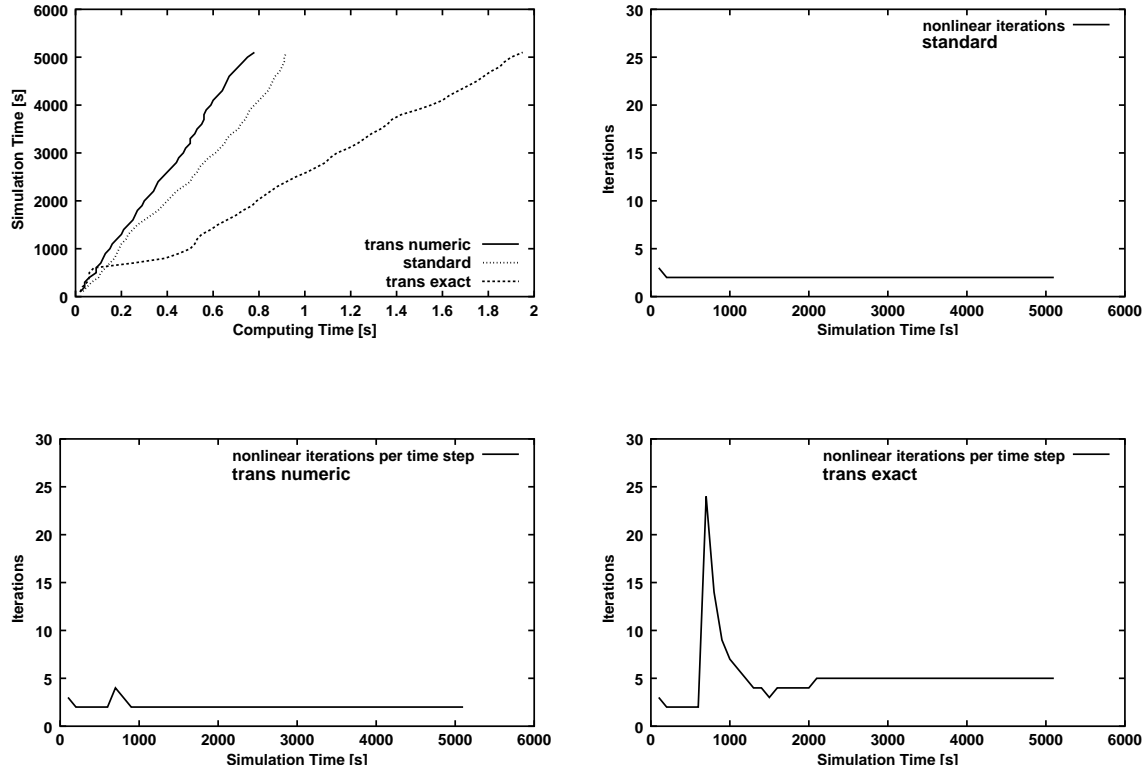 6000
5000
4000
3000
2000
1000
0
Simulation Time [s]
trans numeric
standard
trans exact
0 0.2 0.4 0.6 0.8 1 1.2 1.4 1.6 1.8 2
Computing Time [s]
30
25
20
15
10
5
0
Iterations
nonlinear iterations
standard
0 1000 2000 3000 4000 5000 6000
Simulation Time [s]
30
25
20
15
10
5
0
Iterations
nonlinear iterations per time step
trans numeric
0 1000 2000 3000 4000 5000 6000
Simulation Time [s]
30
25
20
15
10
5
0
Iterations
nonlinear iterations per time step
trans exact
0 1000 2000 3000 4000 5000 6000
Simulation Time [s]